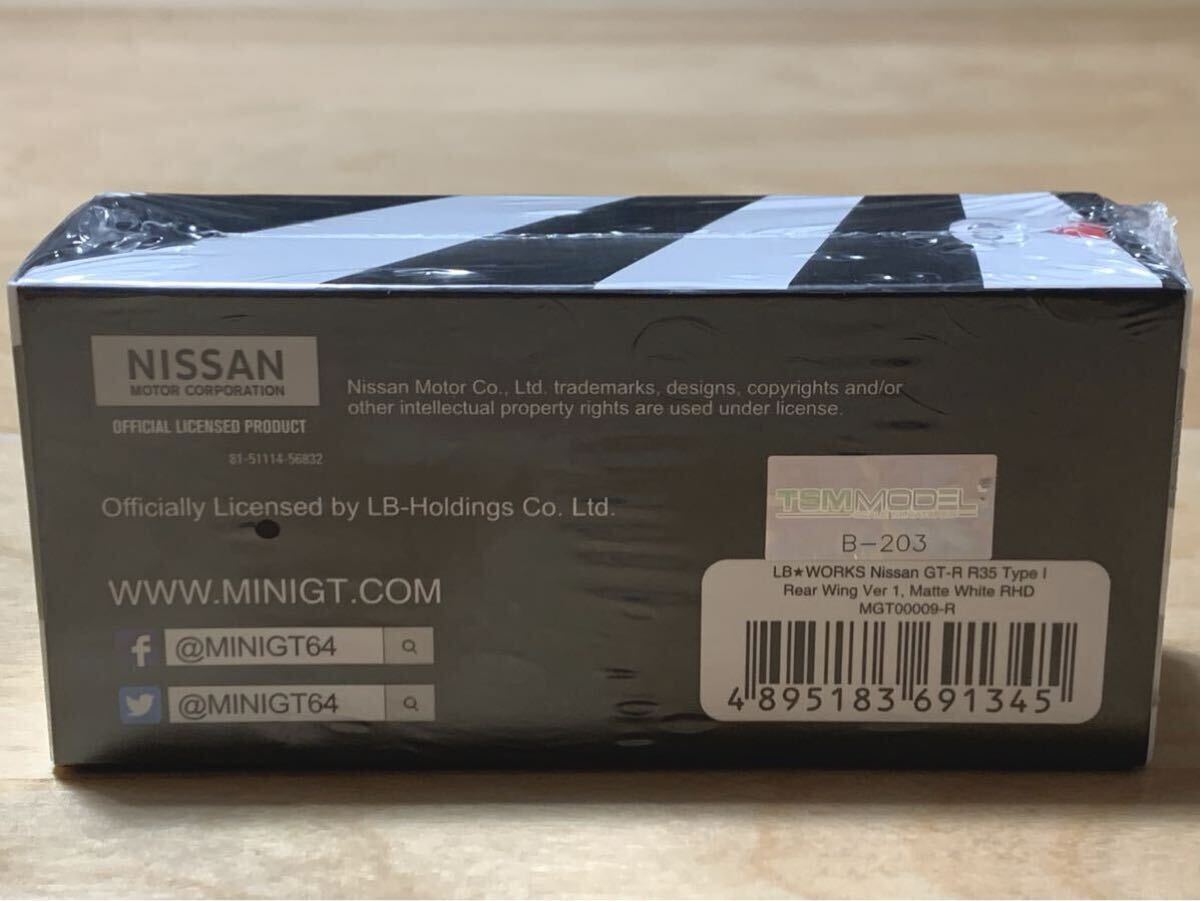 NISSAN
MOTOR CORPORATION
OFFICIAL LICENSED PRODUCT
81-51114-56832
Nissan Motor Co., Ltd. trademarks, designs, copyrights and/or
other intellectual property rights are used under license.
Officially Licensed by LB-Holdings Co. Ltd.
WWW.MINIGT.COM
f @MINIGT64
@MINIGT64
TSMMODEL
B-203
LB★WORKS Nissan GT-R R35 Type I
Rear Wing Ver 1, Matte White RHD
MGT00009-R
4 895183 691345